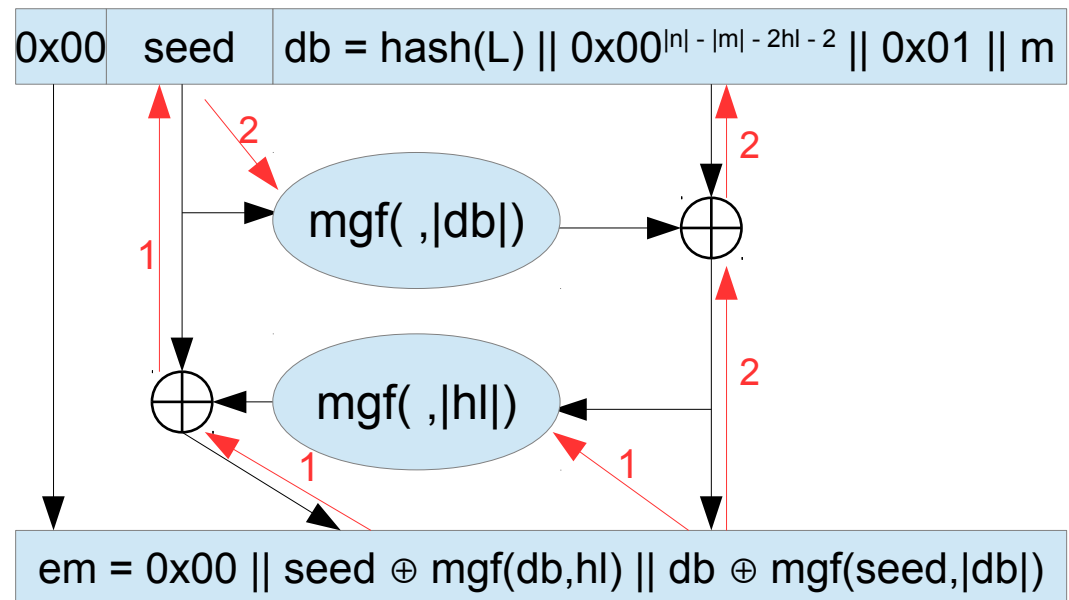 0x00 seed db = hash(L) || 0x00^|n| - |m| - 2hl - 2 || 0x01 || m
2
2
mgf( ,|db|)
1
2
mgf( ,|hl|)
1
1
em = 0x00 || seed ⊕ mgf(db,hl) || db ⊕ mgf(seed,|db|)